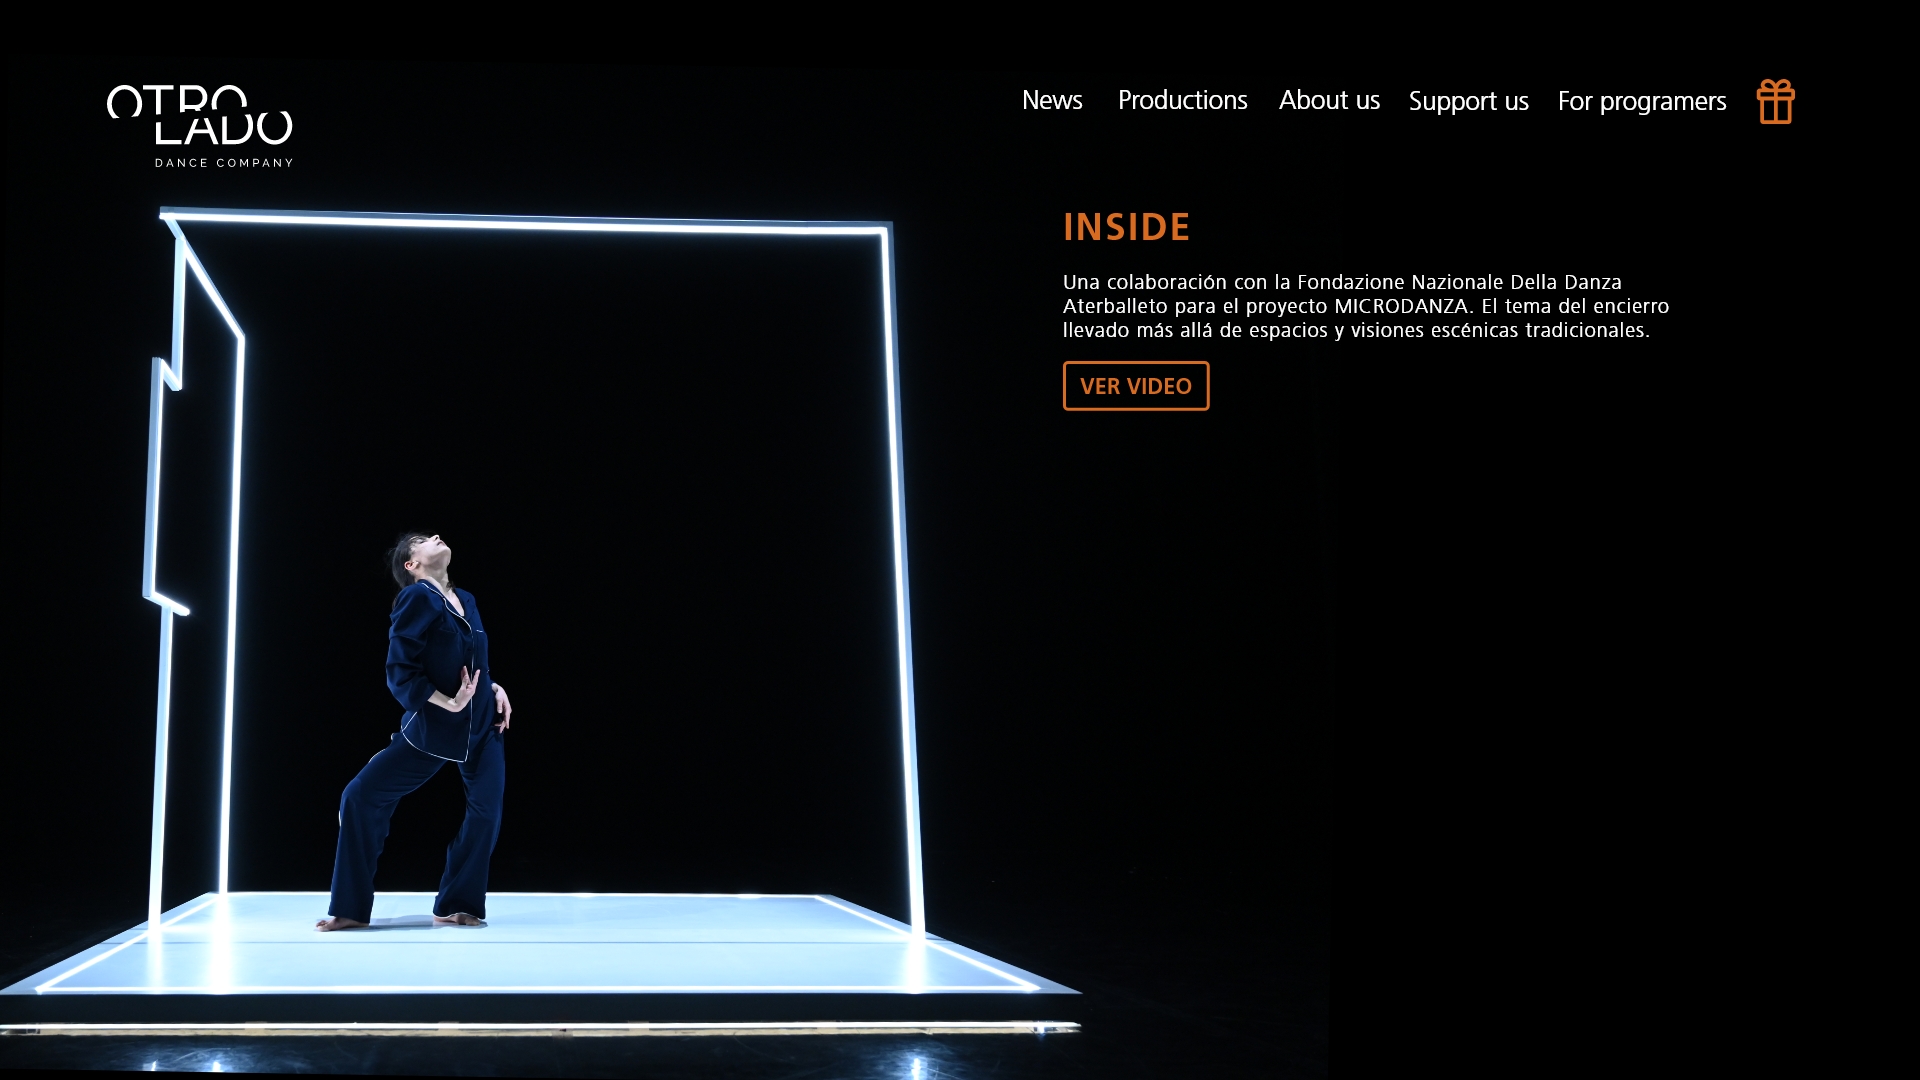 OTRO
LADO
DANCE COMPANY
News Productions About us Support us For programers
INSIDE
Una colaboración con la Fondazione Nazionale Della Danza
Aterballeto para el proyecto MICRODANZA. El tema del encierro
llevado más allá de espacios y visiones escénicas tradicionales.
VER VIDEO